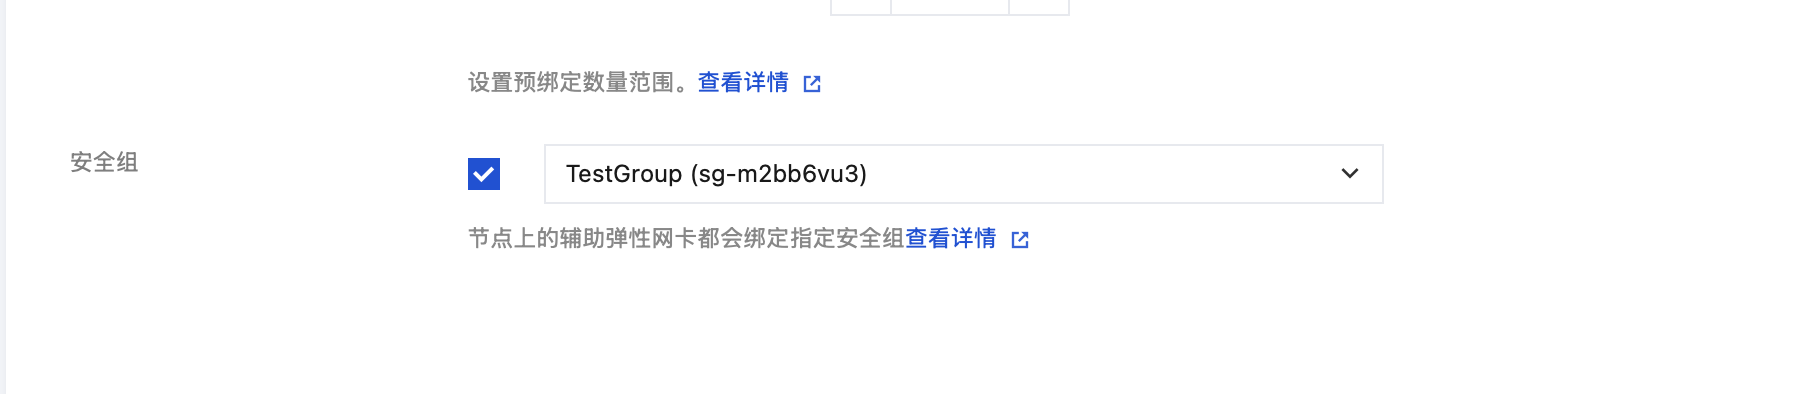 设置预绑定数量范围。查看详情
安全组
TestGroup (sg-m2bb6vu3)
节点上的辅助弹性网卡都会绑定指定安全组查看详情